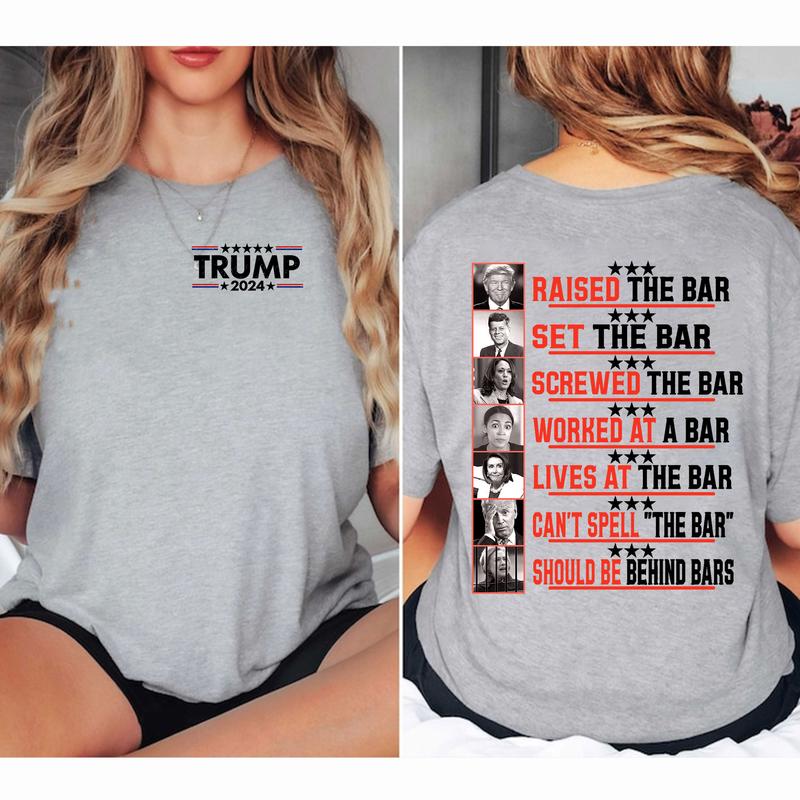 TRUMP
2024
RAISED THE BAR
SET THE BAR
SCREWED THE BAR
WORKED AT A BAR
LIVES AT THE BAR
CAN'T SPELL "THE BAR"
SHOULD BE BEHIND BARS